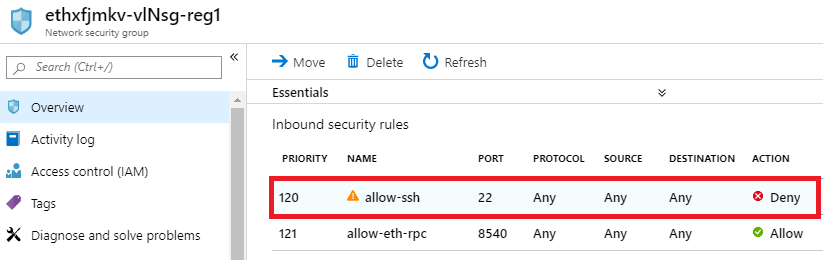 ethxfjmkv-vlNsg-reg1
Network security group
Search (Ctrl+/)
Overview
Activity log
Access control (IAM)
Tags
Diagnose and solve problems
Move Delete Refresh
Essentials
Inbound security rules
PRIORITY NAME PORT PROTOCOL SOURCE DESTINATION ACTION
120 allow-ssh 22 Any Any Any Deny
121 allow-eth-rpc 8540 Any Any Any Allow